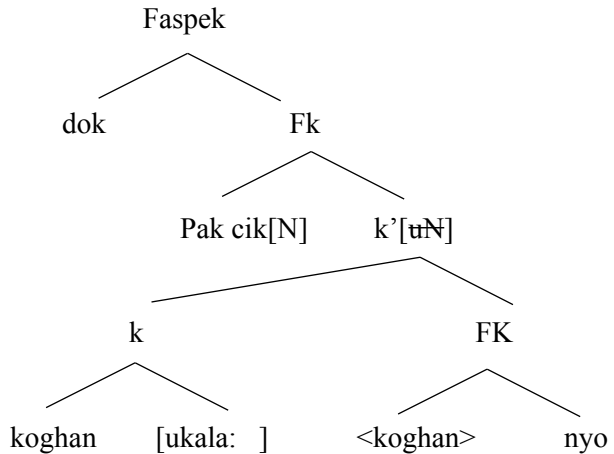 Faspek
dok Fk
Pak cik[N] k’[uN]
k FK
koghan [ukala: ] <koghan> nyo